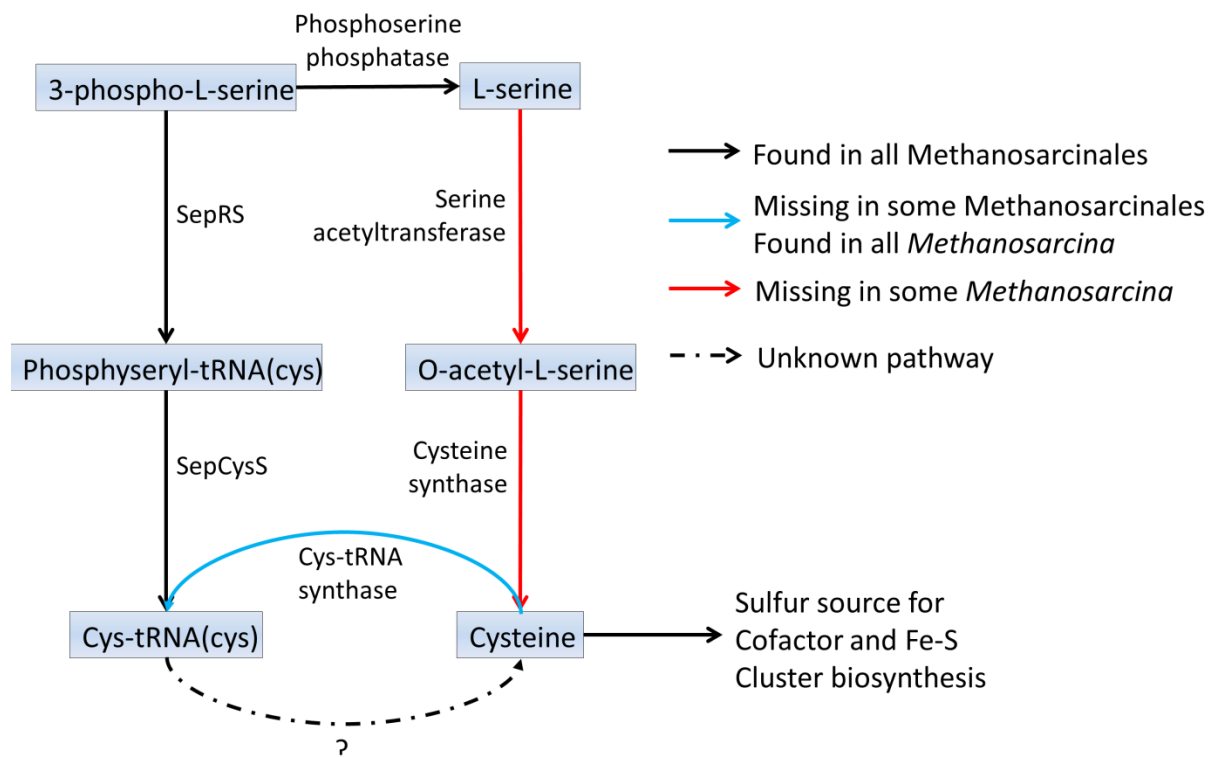 Phosphoserine
phosphatase
3-phospho-L-serine
L-serine
SepRS
Serine
acetyltransferase
Found in all Methanosarcinales
Missing in some Methanosarcinales
Found in all Methanosarcina
Missing in some Methanosarcina
Unknown pathway
Phosphyseryl-tRNA(cys)
O-acetyl-L-serine
SepCysS
Cysteine
synthase
Cys-tRNA
synthase
Cys-tRNA(cys)
Cysteine
Sulfur source for
Cofactor and Fe-S
Cluster biosynthesis
?